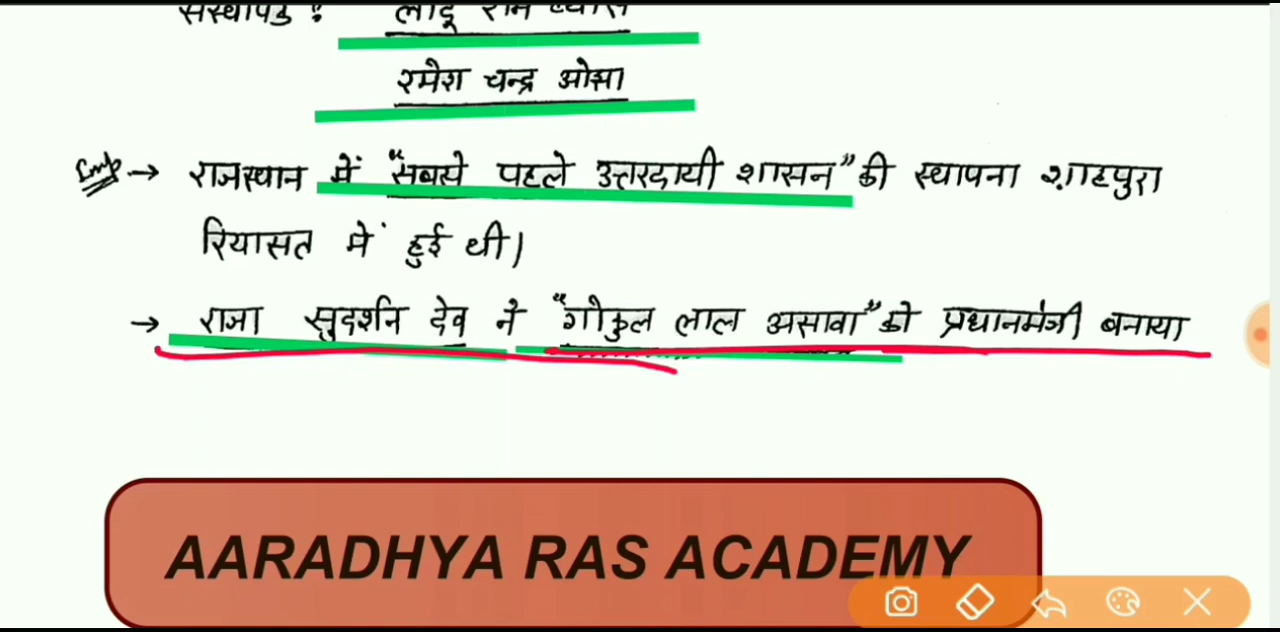 संस्थापक : लादू राम व्यास
रमेश चन्द्र ओझा
Imp → राजस्थान में "सबसे पहले उत्तरदायी शासन" की स्थापना शाहपुरा
रियासत में हुई थी।
→ राजा सुदर्शन देव ने "गोकुल लाल असावा" को प्रधानमंत्री बनाया
AARADHYA RAS ACADEMY